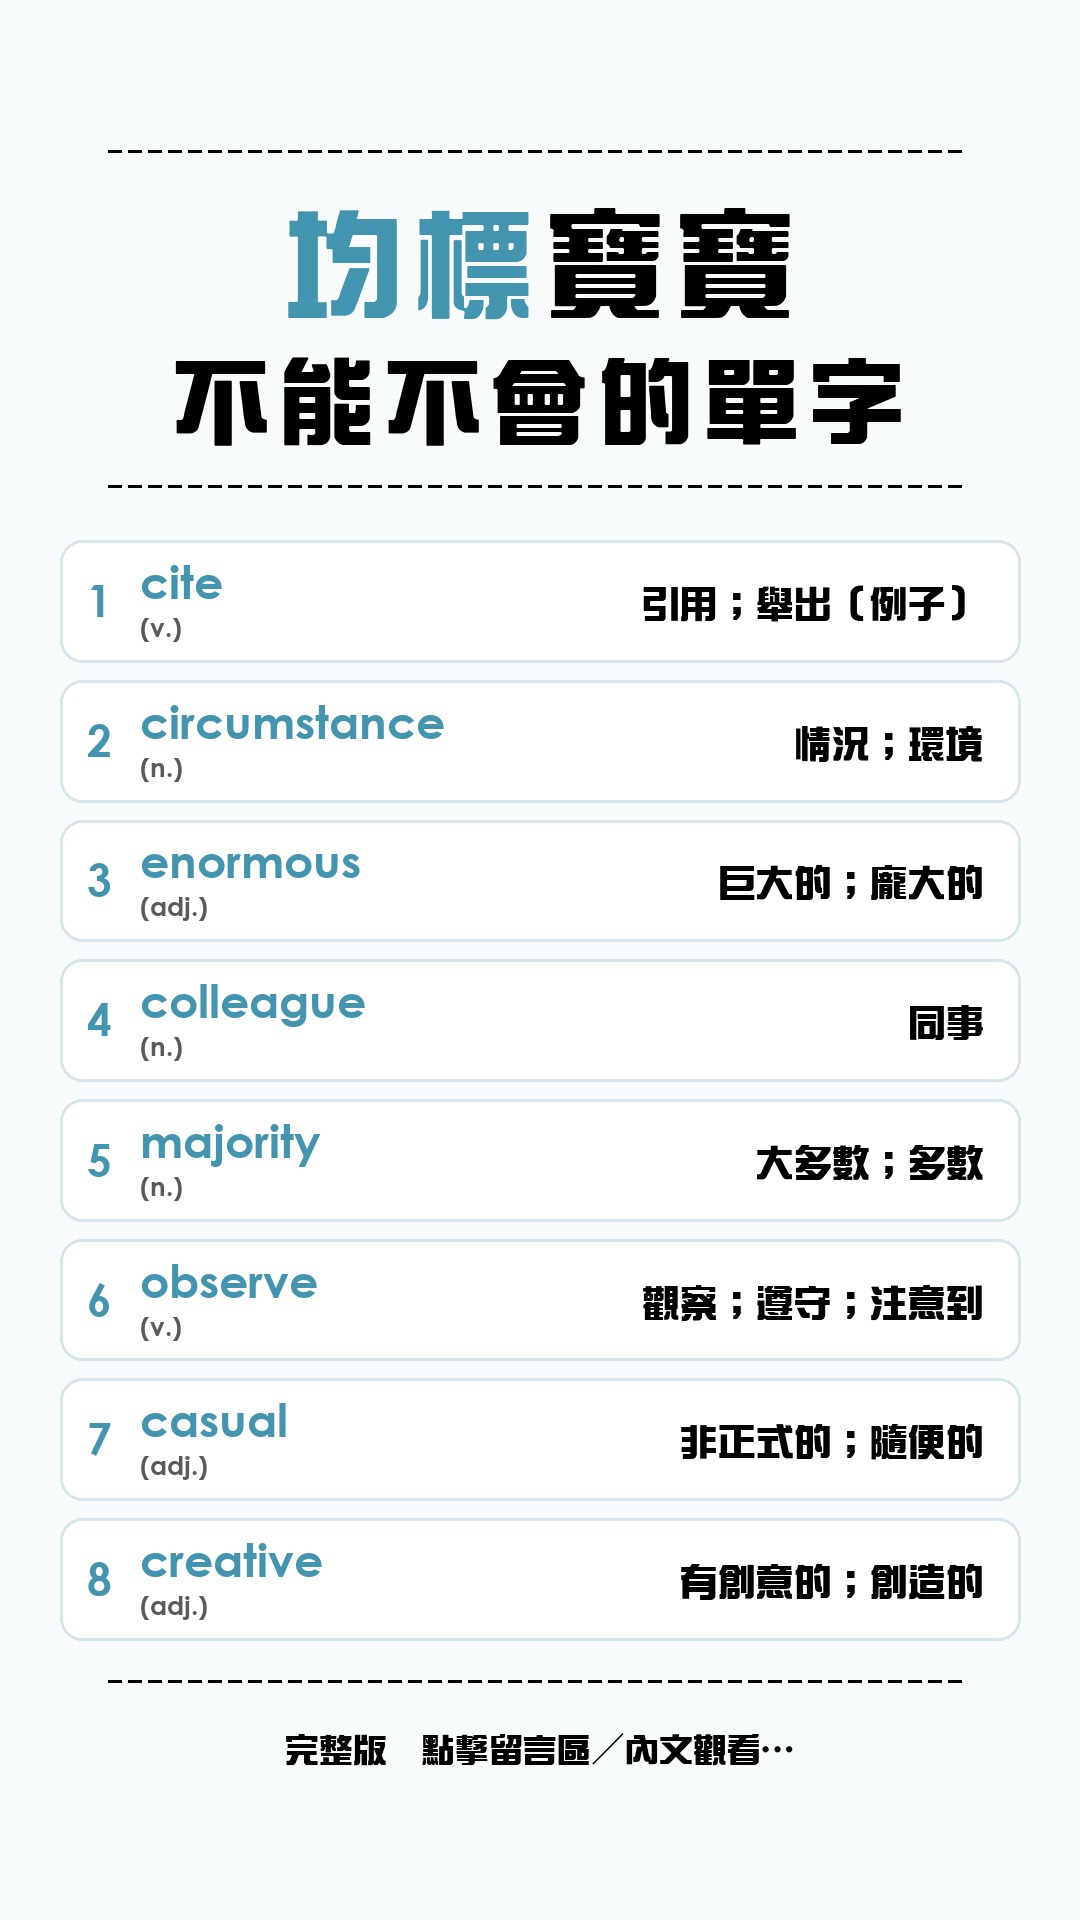 均標寶寶
不能不會的單字
1 cite 引用；舉出〔例子〕
(v.)
2 circumstance 情況；環境
(n.)
3 enormous 巨大的；龐大的
(adj.)
4 colleague 同事
(n.)
5 majority 大多數；多數
(n.)
6 observe 觀察；遵守；注意到
(v.)
7 casual 非正式的；隨便的
(adj.)
8 creative 有創意的；創造的
(adj.)
完整版　點擊留言區／內文觀看…